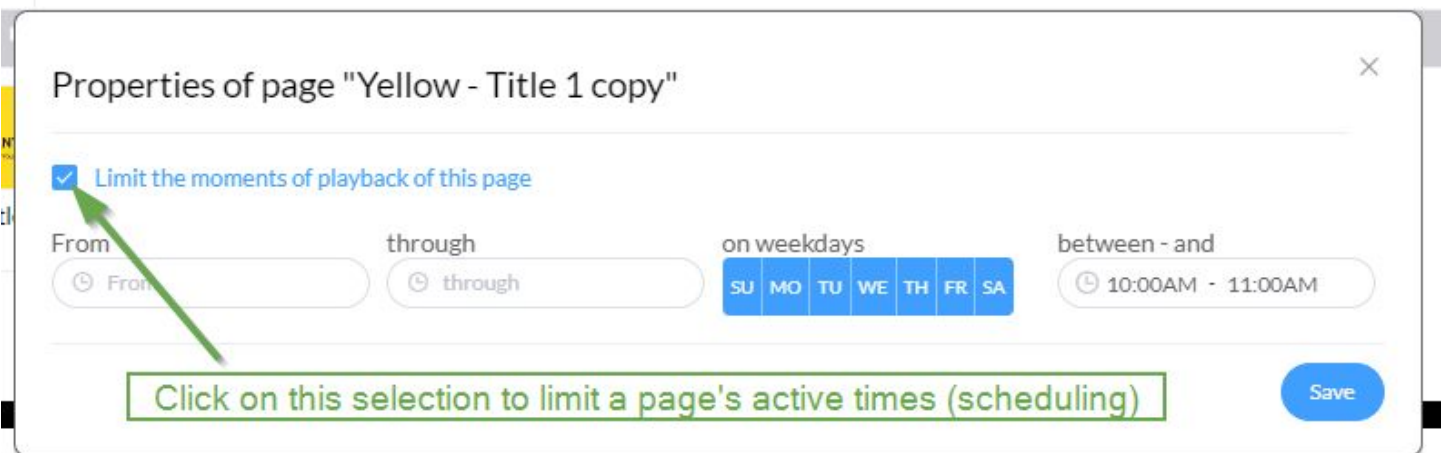 Properties of page "Yellow - Title 1 copy"
Limit the moments of playback of this page
From through on weekdays between - and
From through SU MO TU WE TH FR SA 10:00AM - 11:00AM
Click on this selection to limit a page's active times (scheduling)
Save